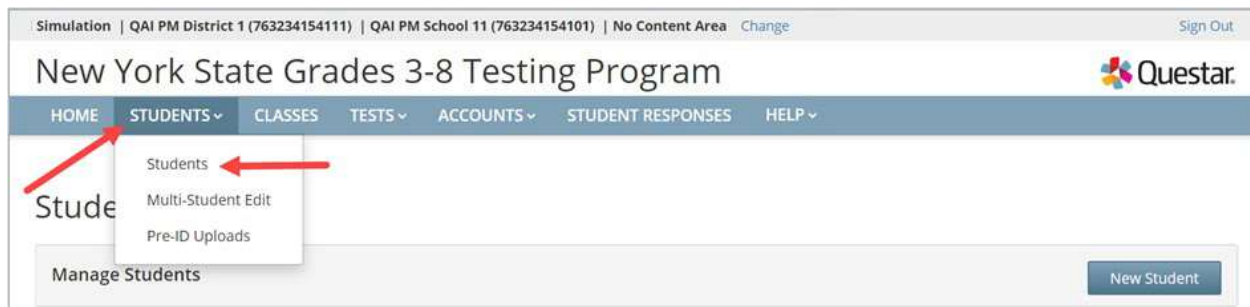 Simulation | QAI PM District 1 (763234154111) | QAI PM School 11 (763234154101) | No Content Area Change Sign Out
New York State Grades 3-8 Testing Program Questar.
HOME STUDENTS CLASSES TESTS ACCOUNTS STUDENT RESPONSES HELP
Students
Multi-Student Edit
Stude
Pre-ID Uploads
Manage Students New Student